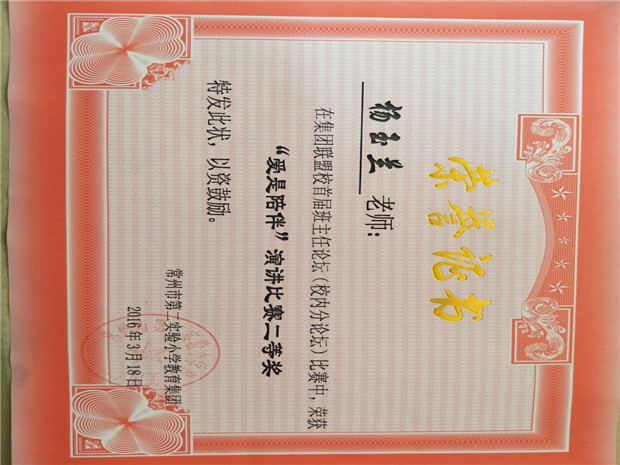 荣誉证书
杨玉兰 老师：
在集团联盟校首届班主任论坛（校内分论坛）比赛中，荣获
“爱是陪伴”演讲比赛二等奖
特发此状，以资鼓励。
常州市第二实验小学教育集团
2016年3月18日